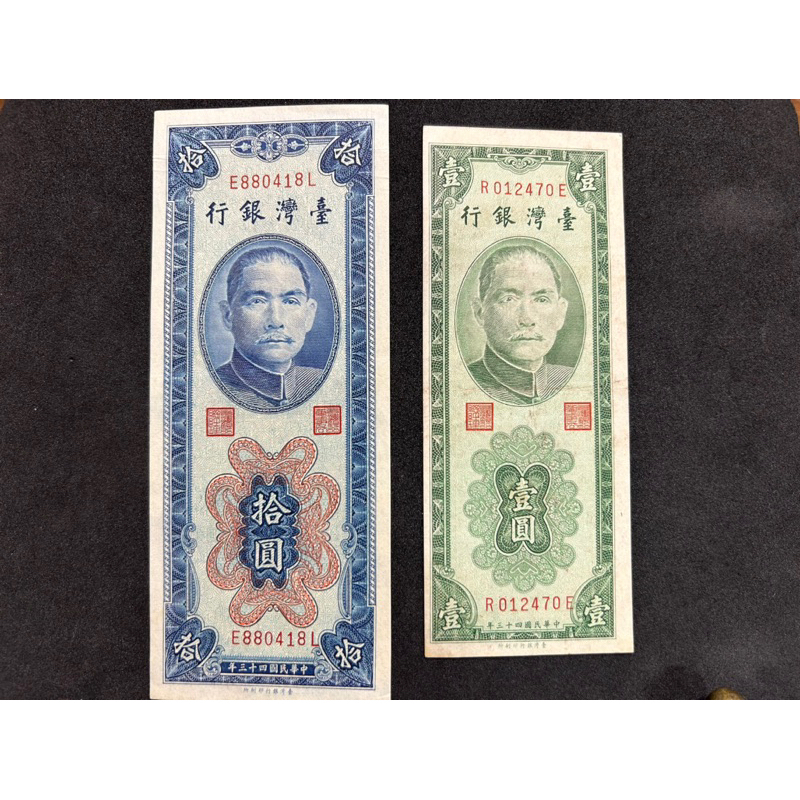 拾 拾
E880418L
臺灣銀行
拾圓
E880418L
拾 拾
中華民國四十三年
壹 壹
R012470E
臺灣銀行
壹圓
R012470E
壹 壹
中華民國四十三年